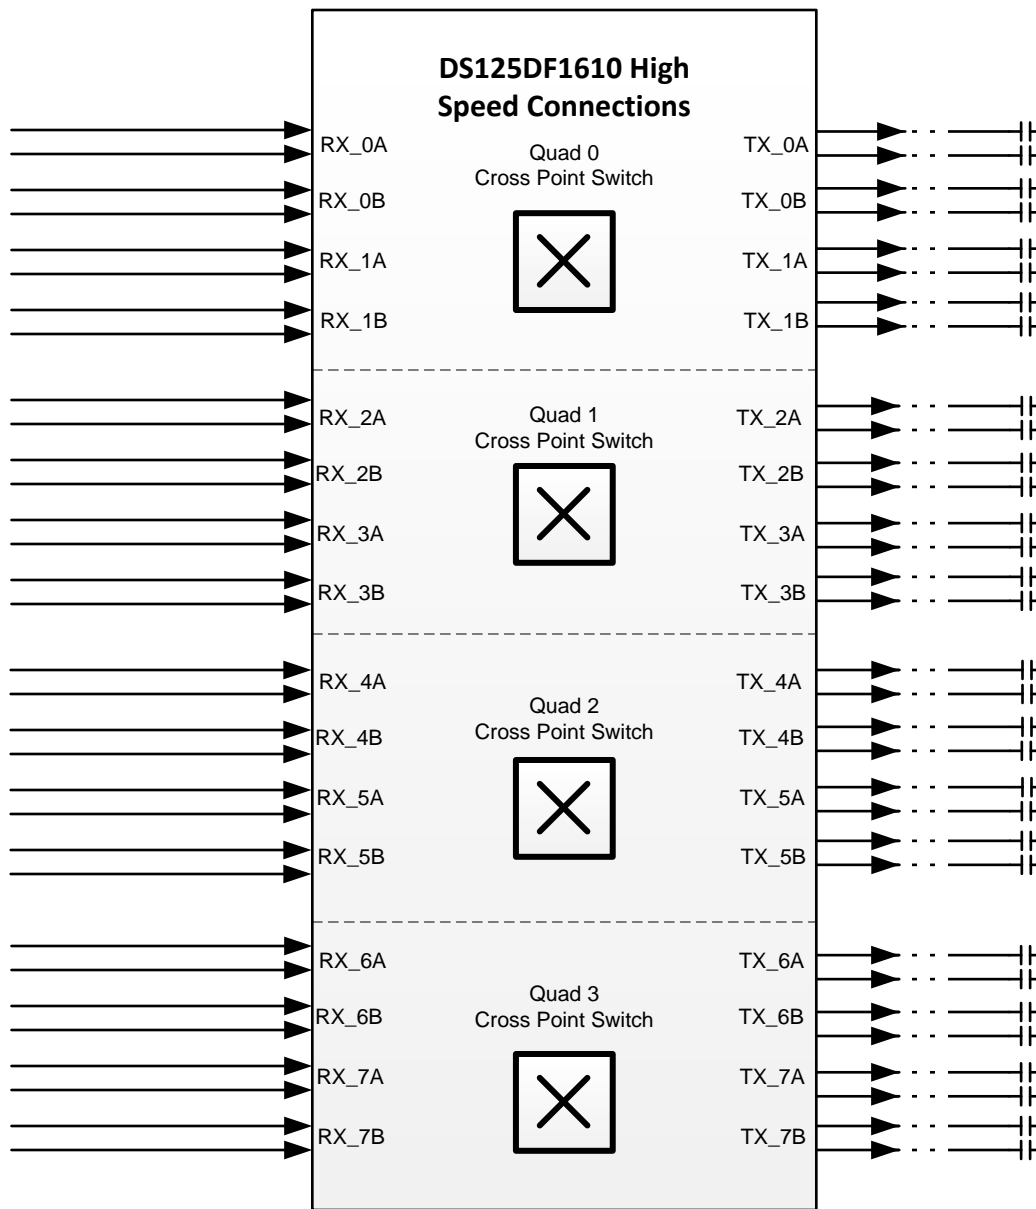 DS125DF1610 High
Speed Connections
Quad 0
Cross Point Switch
RX_0A
TX_0A
RX_0B
TX_0B
RX_1A
TX_1A
RX_1B
TX_1B
Quad 1
Cross Point Switch
RX_2A
TX_2A
RX_2B
TX_2B
RX_3A
TX_3A
RX_3B
TX_3B
Quad 2
Cross Point Switch
RX_4A
TX_4A
RX_4B
TX_4B
RX_5A
TX_5A
RX_5B
TX_5B
Quad 3
Cross Point Switch
RX_6A
TX_6A
RX_6B
TX_6B
RX_7A
TX_7A
RX_7B
TX_7B